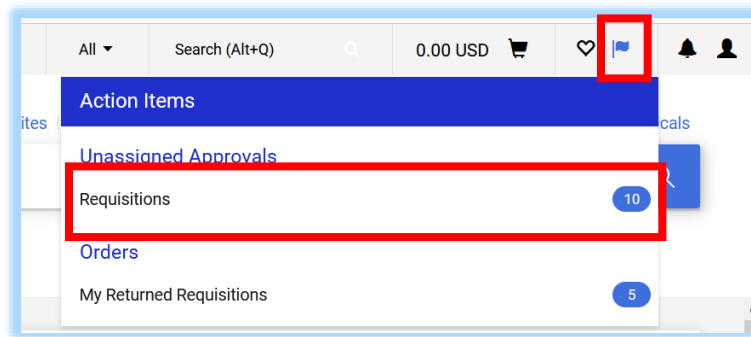 All Search (Alt+Q) 0.00 USD
Action Items
ites cals
Unassigned Approvals
Requisitions 10
Orders
My Returned Requisitions 5